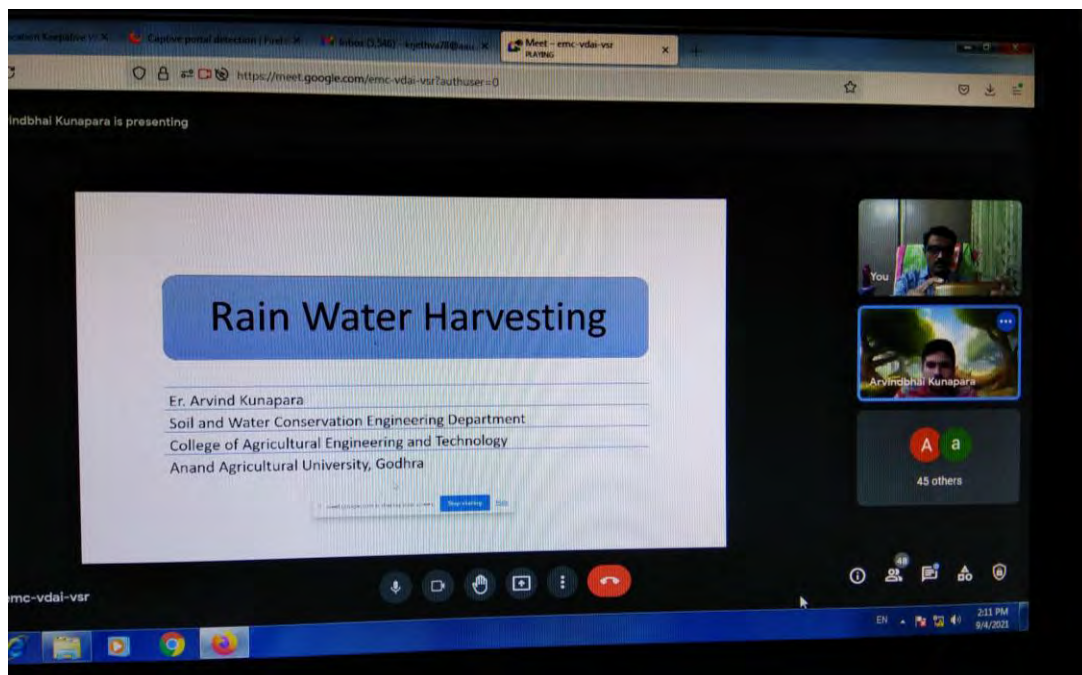 Captive portal detection
Meet – emc-vdai-vsr
PLAYING
https://meet.google.com/emc-vdai-vsr?authuser=0
indbhai Kunapara is presenting
Rain Water Harvesting
Er. Arvind Kunapara
Soil and Water Conservation Engineering Department
College of Agricultural Engineering and Technology
Anand Agricultural University, Godhra
Stop sharing
Hide
You
Arvindbhai Kunapara
A a
45 others
48
mc-vdai-vsr
EN
2:11 PM
9/4/2021